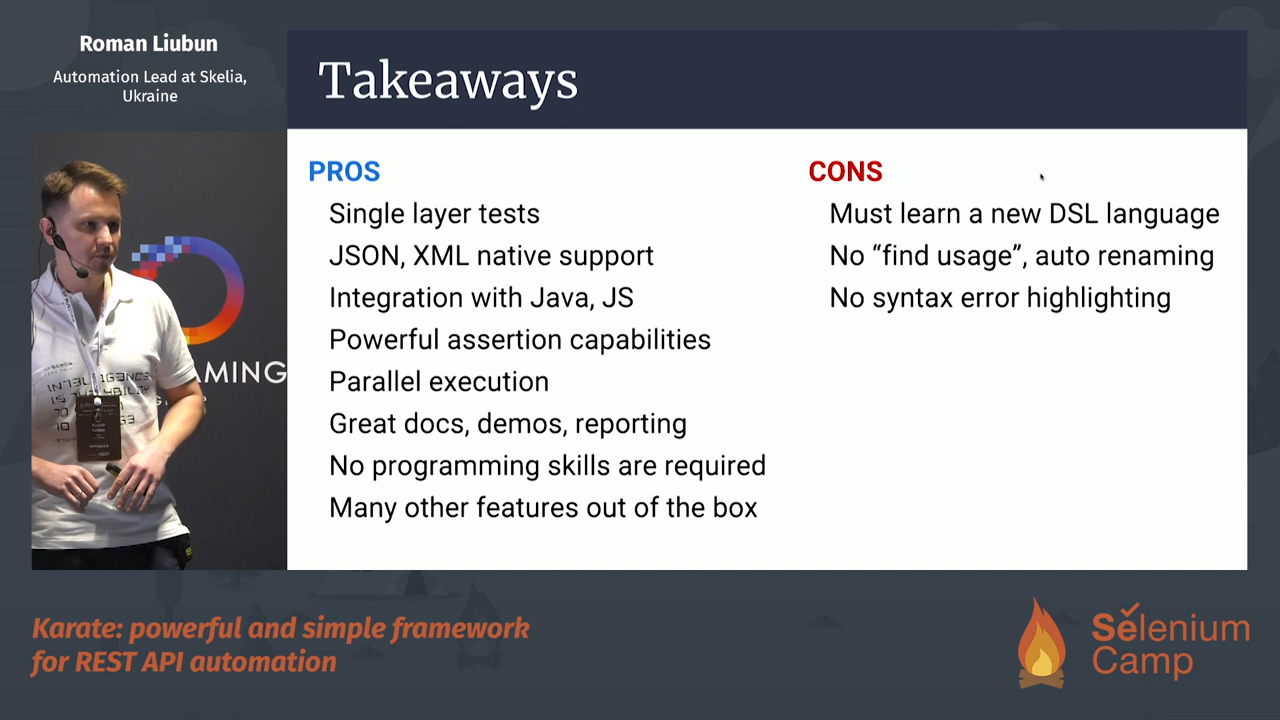 Roman Liubun
Automation Lead at Skelia,
Ukraine
Takeaways
PROS
Single layer tests
JSON, XML native support
Integration with Java, JS
Powerful assertion capabilities
Parallel execution
Great docs, demos, reporting
No programming skills are required
Many other features out of the box
CONS
Must learn a new DSL language
No “find usage”, auto renaming
No syntax error highlighting
AMING
Karate: powerful and simple framework
for REST API automation
Selenium
Camp